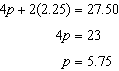 4p + 2(2.25) = 27.50
4p = 23
p = 5.75